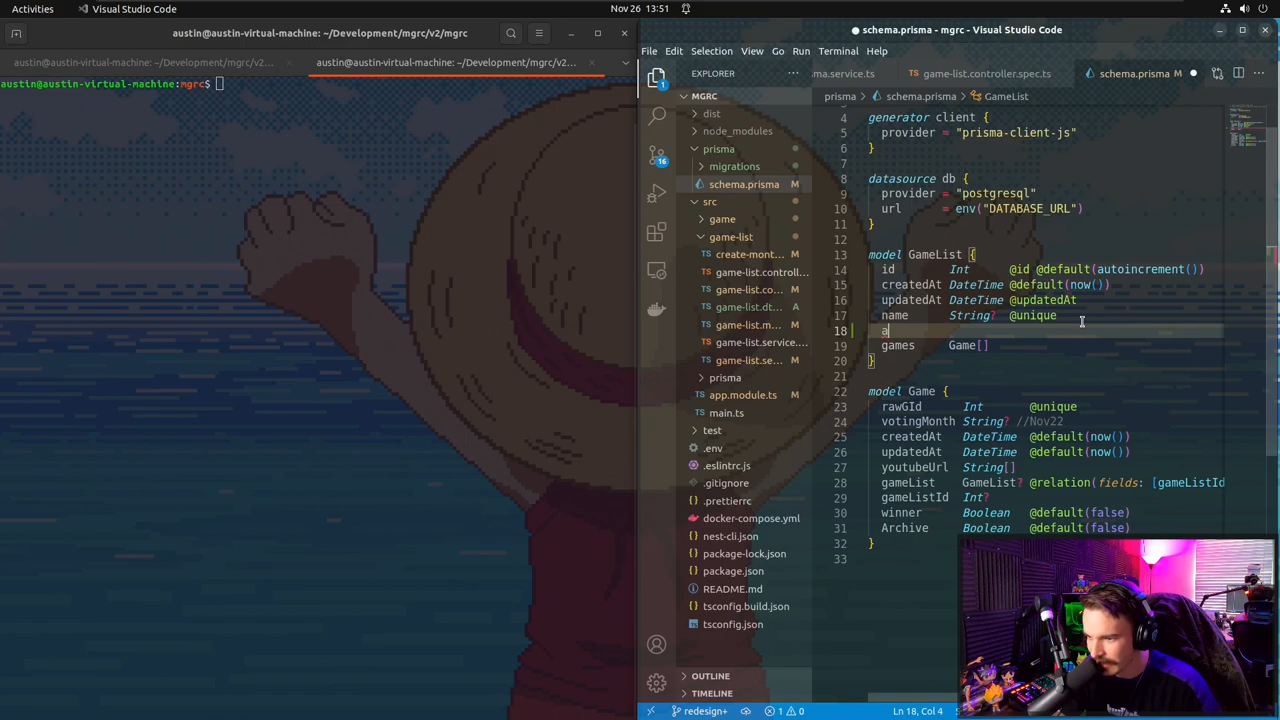 Activities
Visual Studio Code
Nov 26 13:51
austin@austin-virtual-machine: ~/Development/mgrc/v2/mgrc
austin@austin-virtual-machine: ~/Development/mgrc/v2...
austin@austin-virtual-machine: ~/Development/mgrc/v2...
austin@austin-virtual-machine:mgrc$
schema.prisma - mgrc - Visual Studio Code
File Edit Selection View Go Run Terminal Help
EXPLORER
MGRC
dist
node_modules
prisma
migrations
schema.prisma M
src
game
game-list
create-mont... M
game-list.controll...
game-list.co... M
game-list.dt... A
game-list.m... M
game-list.service....
game-list.se... M
prisma
app.module.ts M
main.ts
test
.env
.eslintrc.js
.gitignore
.prettierrc
docker-compose.yml
nest-cli.json
package-lock.json
package.json
README.md
tsconfig.build.json
tsconfig.json
OUTLINE
TIMELINE
1
16
sma.service.ts
game-list.controller.spec.ts
schema.prisma M
prisma > schema.prisma > GameList
4 generator client {
5 provider = "prisma-client-js"
6 }
7
8 datasource db {
9 provider = "postgresql"
10 url = env("DATABASE_URL")
11 }
12
13 model GameList {
14 id Int @id @default(autoincrement())
15 createdAt DateTime @default(now())
16 updatedAt DateTime @updatedAt
17 name String? @unique
18 a
19 games Game[]
20 }
21
22 model Game {
23 rawGId Int @unique
24 votingMonth String? //Nov22
25 createdAt DateTime @default(now())
26 updatedAt DateTime @default(now())
27 youtubeUrl String[]
28 gameList GameList? @relation(fields: [gameListId
29 gameListId Int?
30 winner Boolean @default(false)
31 Archive Boolean @default(false)
32 }
33
redesign+
1 0
Ln 18, Col 4